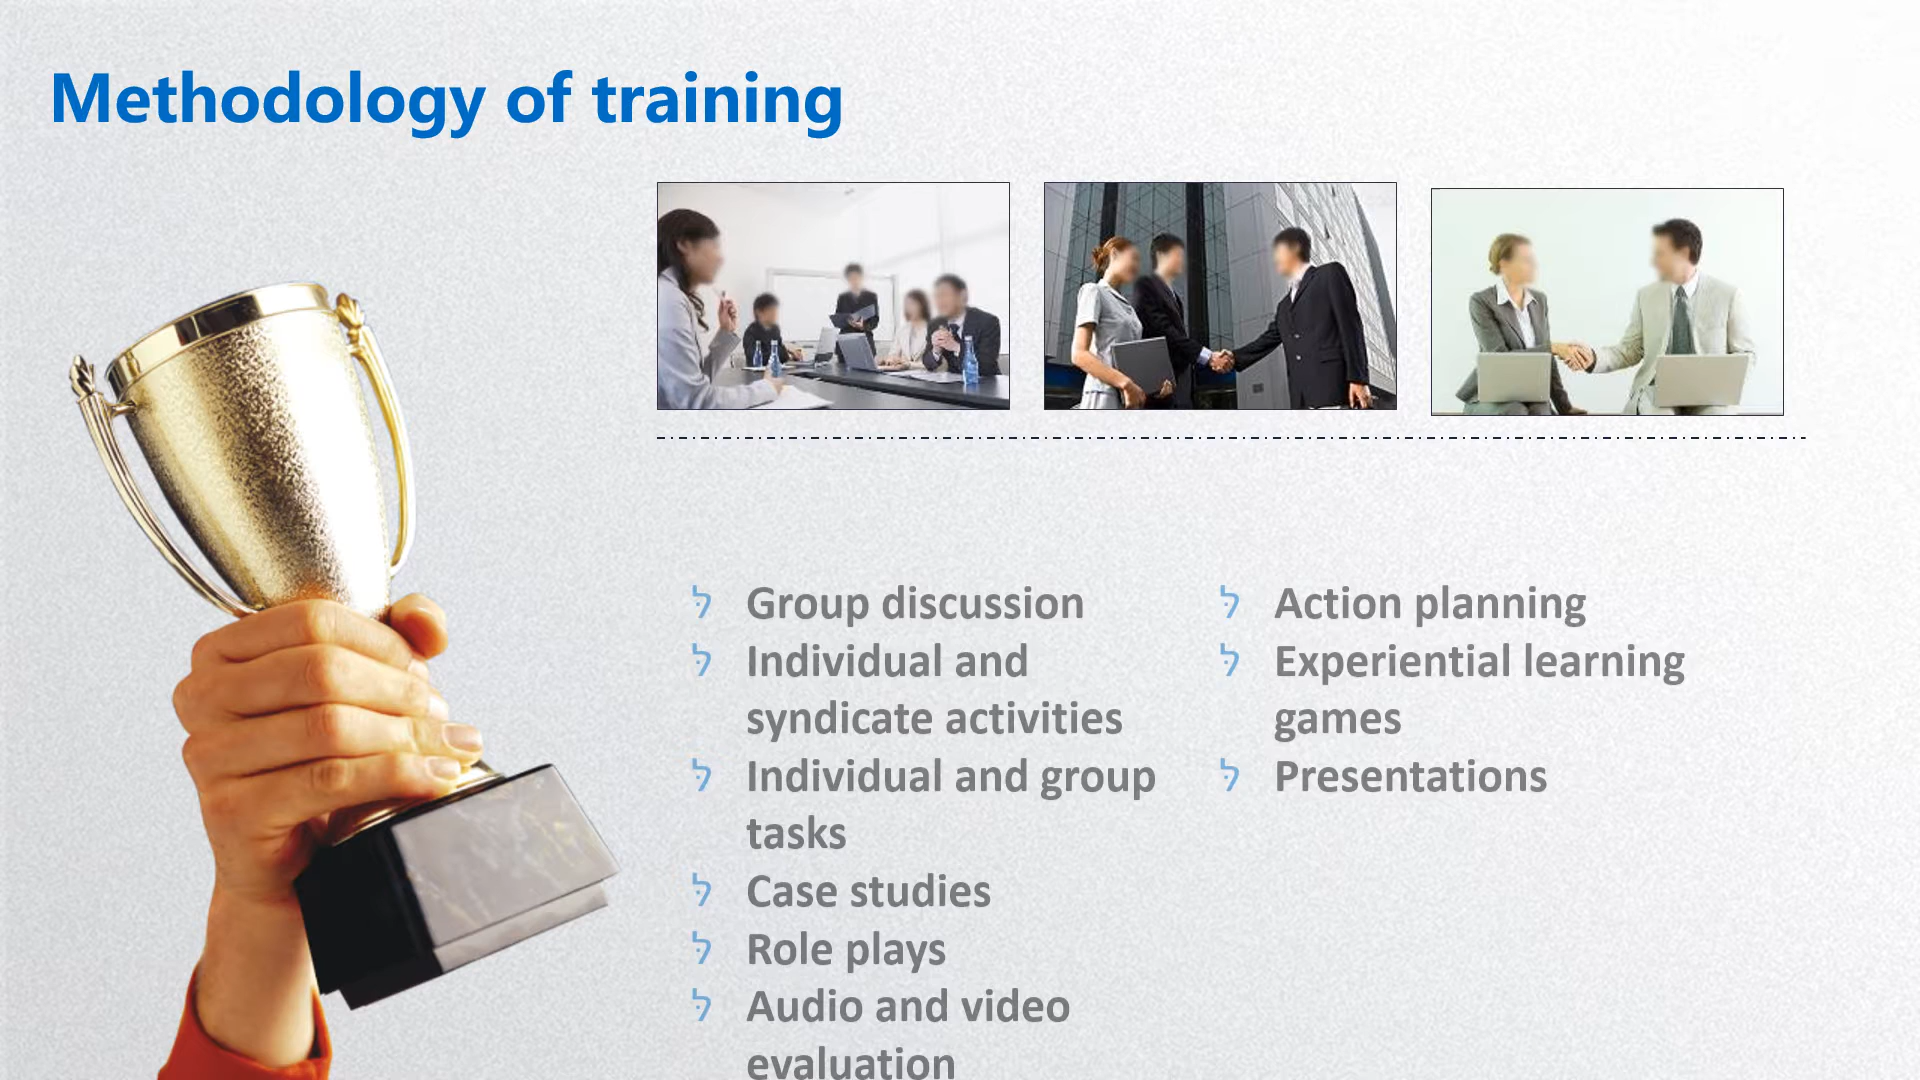 Methodology of training
Group discussion
Individual and
syndicate activities
Individual and group
tasks
Case studies
Role plays
Audio and video
evaluation
Action planning
Experiential learning
games
Presentations